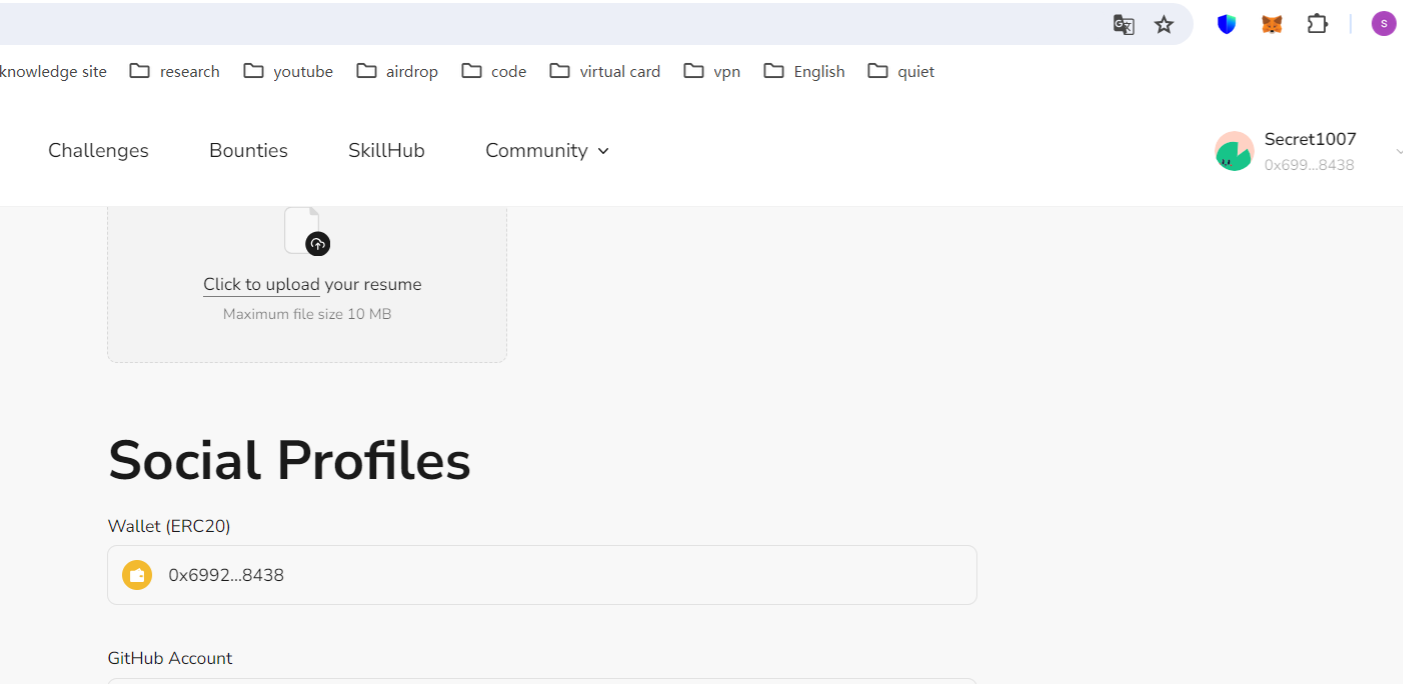 knowledge site research youtube airdrop code virtual card vpn English quiet
S
Challenges Bounties SkillHub Community
Secret1007
0x699...8438
Click to upload your resume
Maximum file size 10 MB
Social Profiles
Wallet (ERC20)
0x6992...8438
GitHub Account